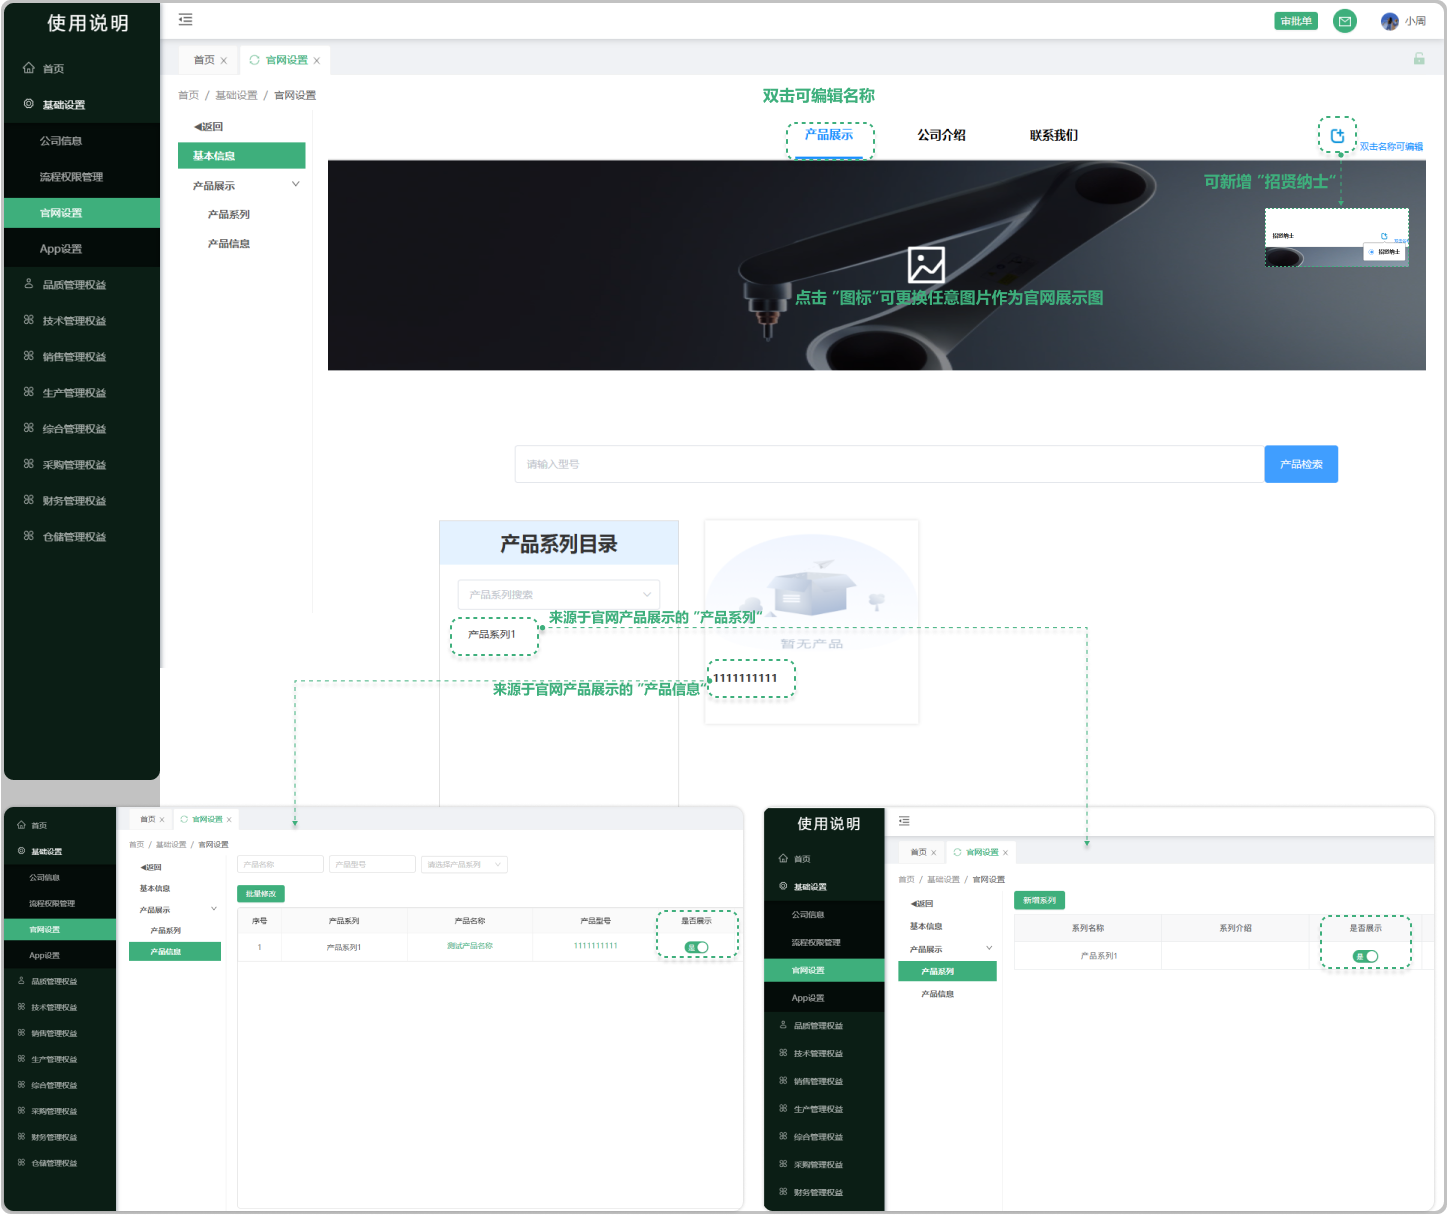 使用说明
首页
基础设置
公司信息
流程权限管理
官网设置
App设置
品质管理权益
技术管理权益
销售管理权益
生产管理权益
综合管理权益
采购管理权益
财务管理权益
仓储管理权益
审批单
小周
首页 x
官网设置 x
首页 / 基础设置 / 官网设置
◀返回
基本信息
产品展示
产品系列
产品信息
双击可编辑名称
产品展示
公司介绍
联系我们
双击名称可编辑
可新增 "招贤纳士"
招贤纳士
招贤纳士
点击 "图标"可更换任意图片作为官网展示图
请输入型号
产品检索
产品系列目录
产品系列搜索
来源于官网产品展示的 "产品系列"
产品系列1
暂无产品
来源于官网产品展示的 "产品信息"
1111111111
首页
基础设置
公司信息
流程权限管理
官网设置
App设置
品质管理权益
技术管理权益
销售管理权益
生产管理权益
综合管理权益
采购管理权益
财务管理权益
仓储管理权益
首页 x
官网设置 x
首页 / 基础设置 / 官网设置
◀返回
基本信息
产品展示
产品系列
产品信息
产品名称
产品型号
请选择产品系列
批量修改
序号 产品系列 产品名称 产品型号 是否展示
1 产品系列1 测试产品名称 1111111111 是
使用说明
首页
基础设置
公司信息
流程权限管理
官网设置
App设置
品质管理权益
技术管理权益
销售管理权益
生产管理权益
综合管理权益
采购管理权益
财务管理权益
首页 x
官网设置 x
首页 / 基础设置 / 官网设置
◀返回
基本信息
产品展示
产品系列
产品信息
新增系列
系列名称 系列介绍 是否展示
产品系列1 是